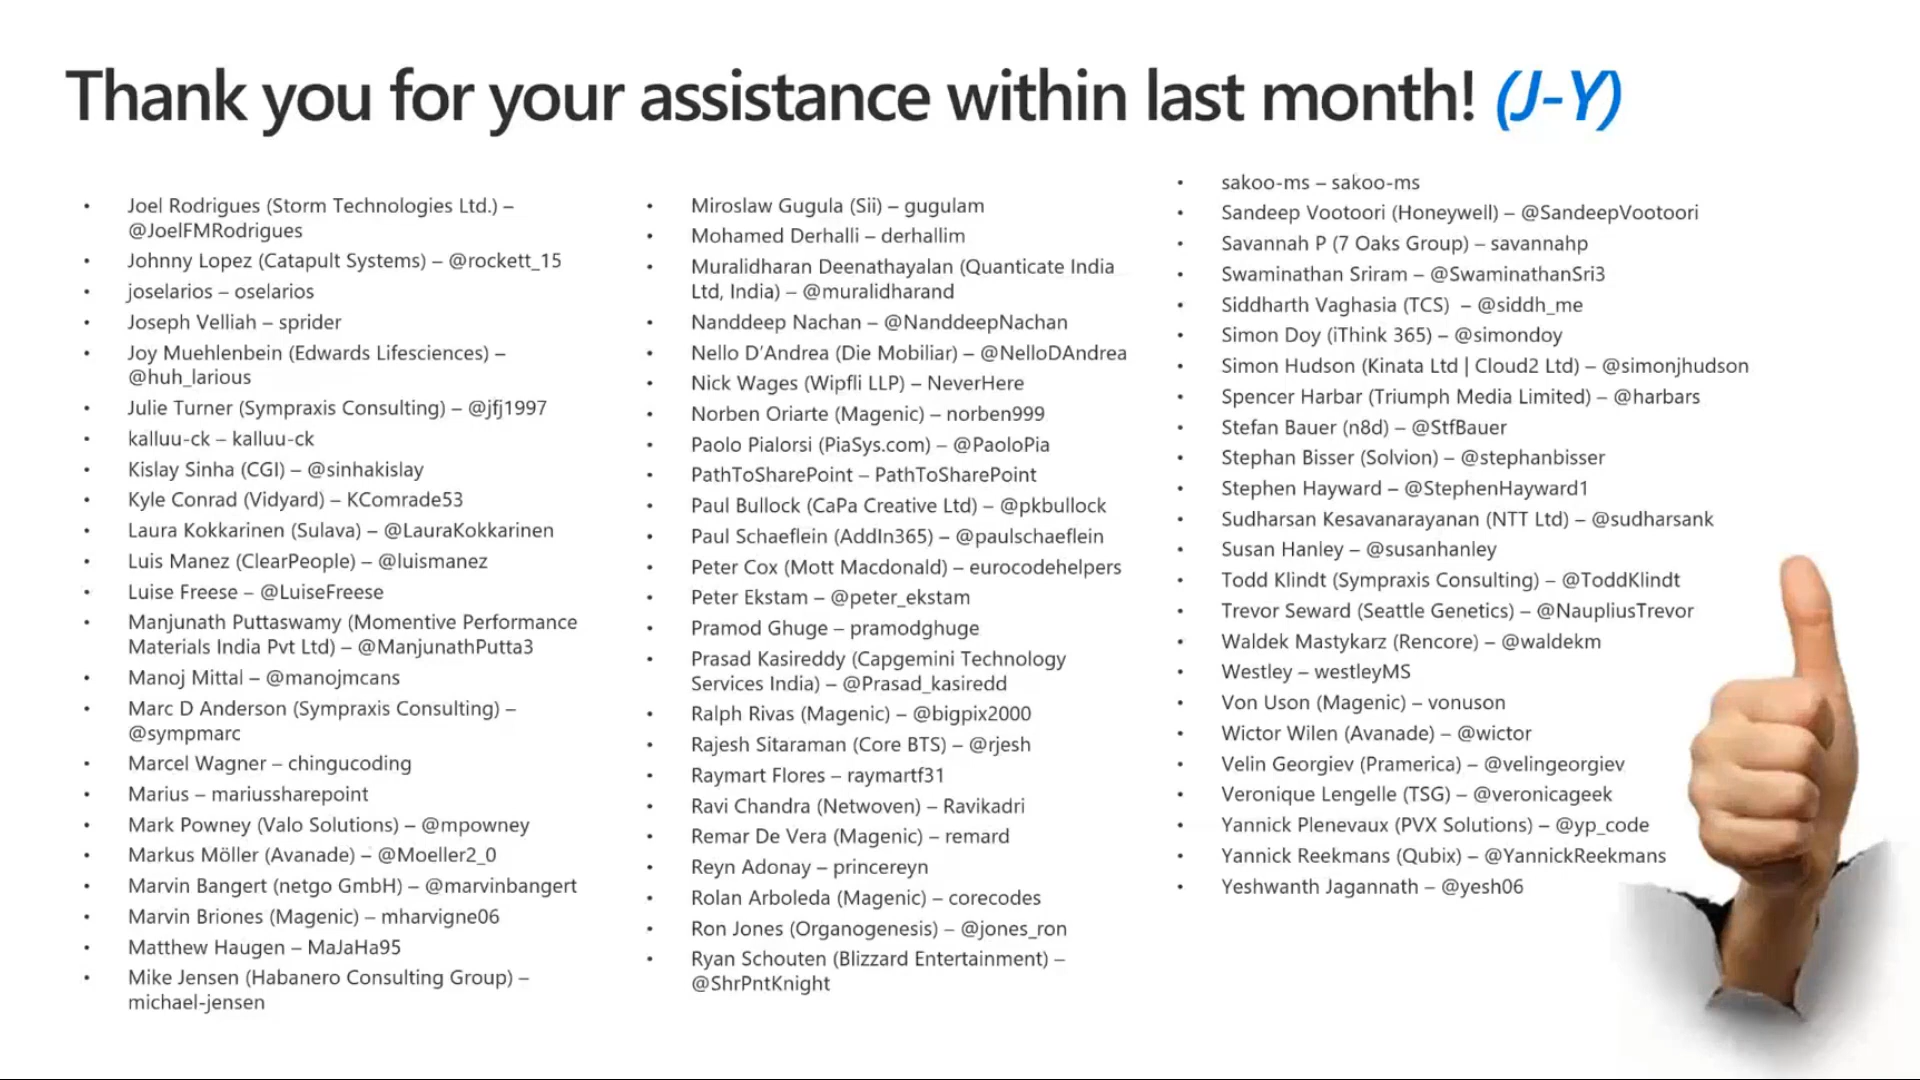 Thank you for your assistance within last month! (J-Y)
• Joel Rodrigues (Storm Technologies Ltd.) –
@JoelFMRodrigues
• Johnny Lopez (Catapult Systems) – @rockett_15
• joselarios – oselarios
• Joseph Velliah – sprider
• Joy Muehlenbein (Edwards Lifesciences) –
@huh_larious
• Julie Turner (Sympraxis Consulting) – @jfj1997
• kalluu-ck – kalluu-ck
• Kislay Sinha (CGI) – @sinhakislay
• Kyle Conrad (Vidyard) – KComrade53
• Laura Kokkarinen (Sulava) – @LauraKokkarinen
• Luis Manez (ClearPeople) – @luismanez
• Luise Freese – @LuiseFreese
• Manjunath Puttaswamy (Momentive Performance
Materials India Pvt Ltd) – @ManjunathPutta3
• Manoj Mittal – @manojmcans
• Marc D Anderson (Sympraxis Consulting) –
@sympmarc
• Marcel Wagner – chingucoding
• Marius – mariussharepoint
• Mark Powney (Valo Solutions) – @mpowney
• Markus Möller (Avanade) – @Moeller2_0
• Marvin Bangert (netgo GmbH) – @marvinbangert
• Marvin Briones (Magenic) – mharvigne06
• Matthew Haugen – MaJaHa95
• Mike Jensen (Habanero Consulting Group) –
michael-jensen
• Miroslaw Gugula (Sii) – gugulam
• Mohamed Derhalli – derhallim
• Muralidharan Deenathayalan (Quanticate India
Ltd, India) – @muralidharand
• Nanddeep Nachan – @NanddeepNachan
• Nello D’Andrea (Die Mobiliar) – @NelloDAndrea
• Nick Wages (Wipfli LLP) – NeverHere
• Norben Oriarte (Magenic) – norben999
• Paolo Pialorsi (PiaSys.com) – @PaoloPia
• PathToSharePoint – PathToSharePoint
• Paul Bullock (CaPa Creative Ltd) – @pkbullock
• Paul Schaeflein (AddIn365) – @paulschaeflein
• Peter Cox (Mott Macdonald) – eurocodehelpers
• Peter Ekstam – @peter_ekstam
• Pramod Ghuge – pramodghuge
• Prasad Kasireddy (Capgemini Technology
Services India) – @Prasad_kasiredd
• Ralph Rivas (Magenic) – @bigpix2000
• Rajesh Sitaraman (Core BTS) – @rjesh
• Raymart Flores – raymartf31
• Ravi Chandra (Netwoven) – Ravikadri
• Remar De Vera (Magenic) – remard
• Reyn Adonay – princereyn
• Rolan Arboleda (Magenic) – corecodes
• Ron Jones (Organogenesis) – @jones_ron
• Ryan Schouten (Blizzard Entertainment) –
@ShrPntKnight
• sakoo-ms – sakoo-ms
• Sandeep Vootoori (Honeywell) – @SandeepVootoori
• Savannah P (7 Oaks Group) – savannahp
• Swaminathan Sriram – @SwaminathanSri3
• Siddharth Vaghasia (TCS) – @siddh_me
• Simon Doy (iThink 365) – @simondoy
• Simon Hudson (Kinata Ltd | Cloud2 Ltd) – @simonjhudson
• Spencer Harbar (Triumph Media Limited) – @harbars
• Stefan Bauer (n8d) – @StfBauer
• Stephan Bisser (Solvion) – @stephanbisser
• Stephen Hayward – @StephenHayward1
• Sudharsan Kesavanarayanan (NTT Ltd) – @sudharsank
• Susan Hanley – @susanhanley
• Todd Klindt (Sympraxis Consulting) – @ToddKlindt
• Trevor Seward (Seattle Genetics) – @NaupliusTrevor
• Waldek Mastykarz (Rencore) – @waldekm
• Westley – westleyMS
• Von Uson (Magenic) – vonuson
• Wictor Wilen (Avanade) – @wictor
• Velin Georgiev (Pramerica) – @velingeorgiev
• Veronique Lengelle (TSG) – @veronicageek
• Yannick Plenevaux (PVX Solutions) – @yp_code
• Yannick Reekmans (Qubix) – @YannickReekmans
• Yeshwanth Jagannath – @yesh06